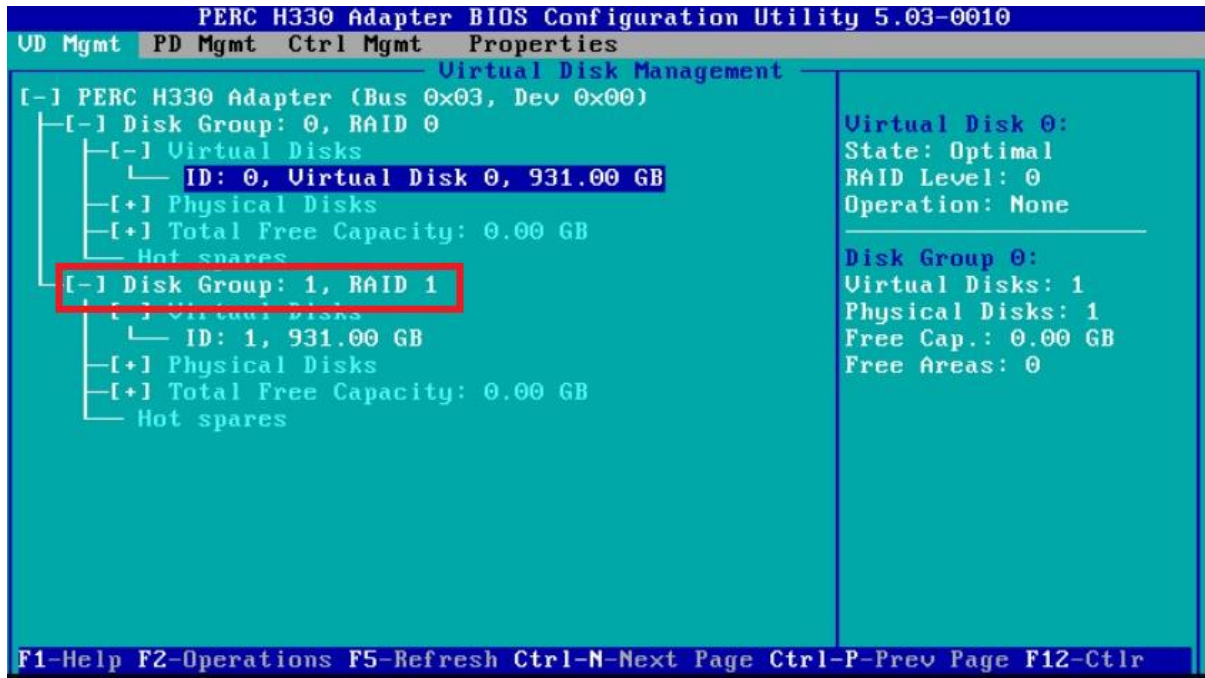 PERC H330 Adapter BIOS Configuration Utility 5.03-0010
VD Mgmt PD Mgmt Ctrl Mgmt Properties
Virtual Disk Management
[-] PERC H330 Adapter (Bus 0x03, Dev 0x00)
[-] Disk Group: 0, RAID 0
[-] Virtual Disks
ID: 0, Virtual Disk 0, 931.00 GB
[+] Physical Disks
[+] Total Free Capacity: 0.00 GB
Hot spares
[-] Disk Group: 1, RAID 1
[-] Virtual Disks
ID: 1, 931.00 GB
[+] Physical Disks
[+] Total Free Capacity: 0.00 GB
Hot spares
Virtual Disk 0:
State: Optimal
RAID Level: 0
Operation: None
Disk Group 0:
Virtual Disks: 1
Physical Disks: 1
Free Cap.: 0.00 GB
Free Areas: 0
F1-Help F2-Operations F5-Refresh Ctrl-N-Next Page Ctrl-P-Prev Page F12-Ctlr